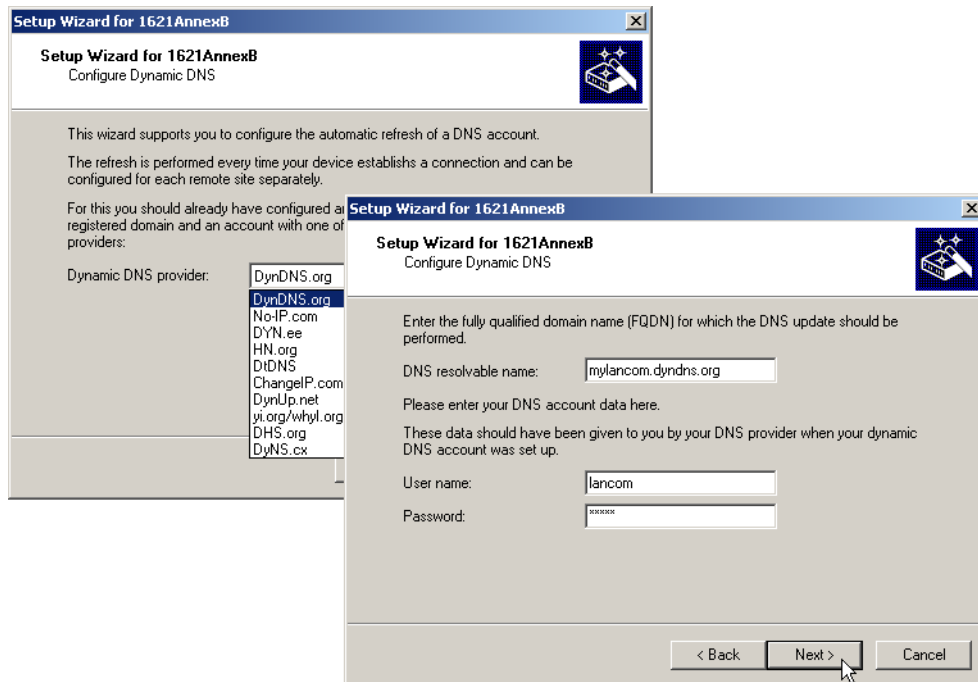 Setup Wizard for 1621AnnexB
Setup Wizard for 1621AnnexB
Configure Dynamic DNS
This wizard supports you to configure the automatic refresh of a DNS account.
The refresh is performed every time your device establishs a connection and can be
configured for each remote site separately.
For this you should already have configured
registered domain and an account with one of
providers:
Dynamic DNS provider:
DynDNS.org
DynDNS.org
No-IP.com
DYN.ee
HN.org
DtDNS
ChangeIP.com
DynUp.net
yi.org/whyI.org
DHS.org
DyNS.cx
Setup Wizard for 1621AnnexB
Setup Wizard for 1621AnnexB
Configure Dynamic DNS
Enter the fully qualified domain name (FQDN) for which the DNS update should be
performed.
DNS resolvable name:
mylancom.dyndns.org
Please enter your DNS account data here.
These data should have been given to you by your DNS provider when your dynamic
DNS account was set up.
User name:
lancom
Password:
*****
< Back
Next >
Cancel